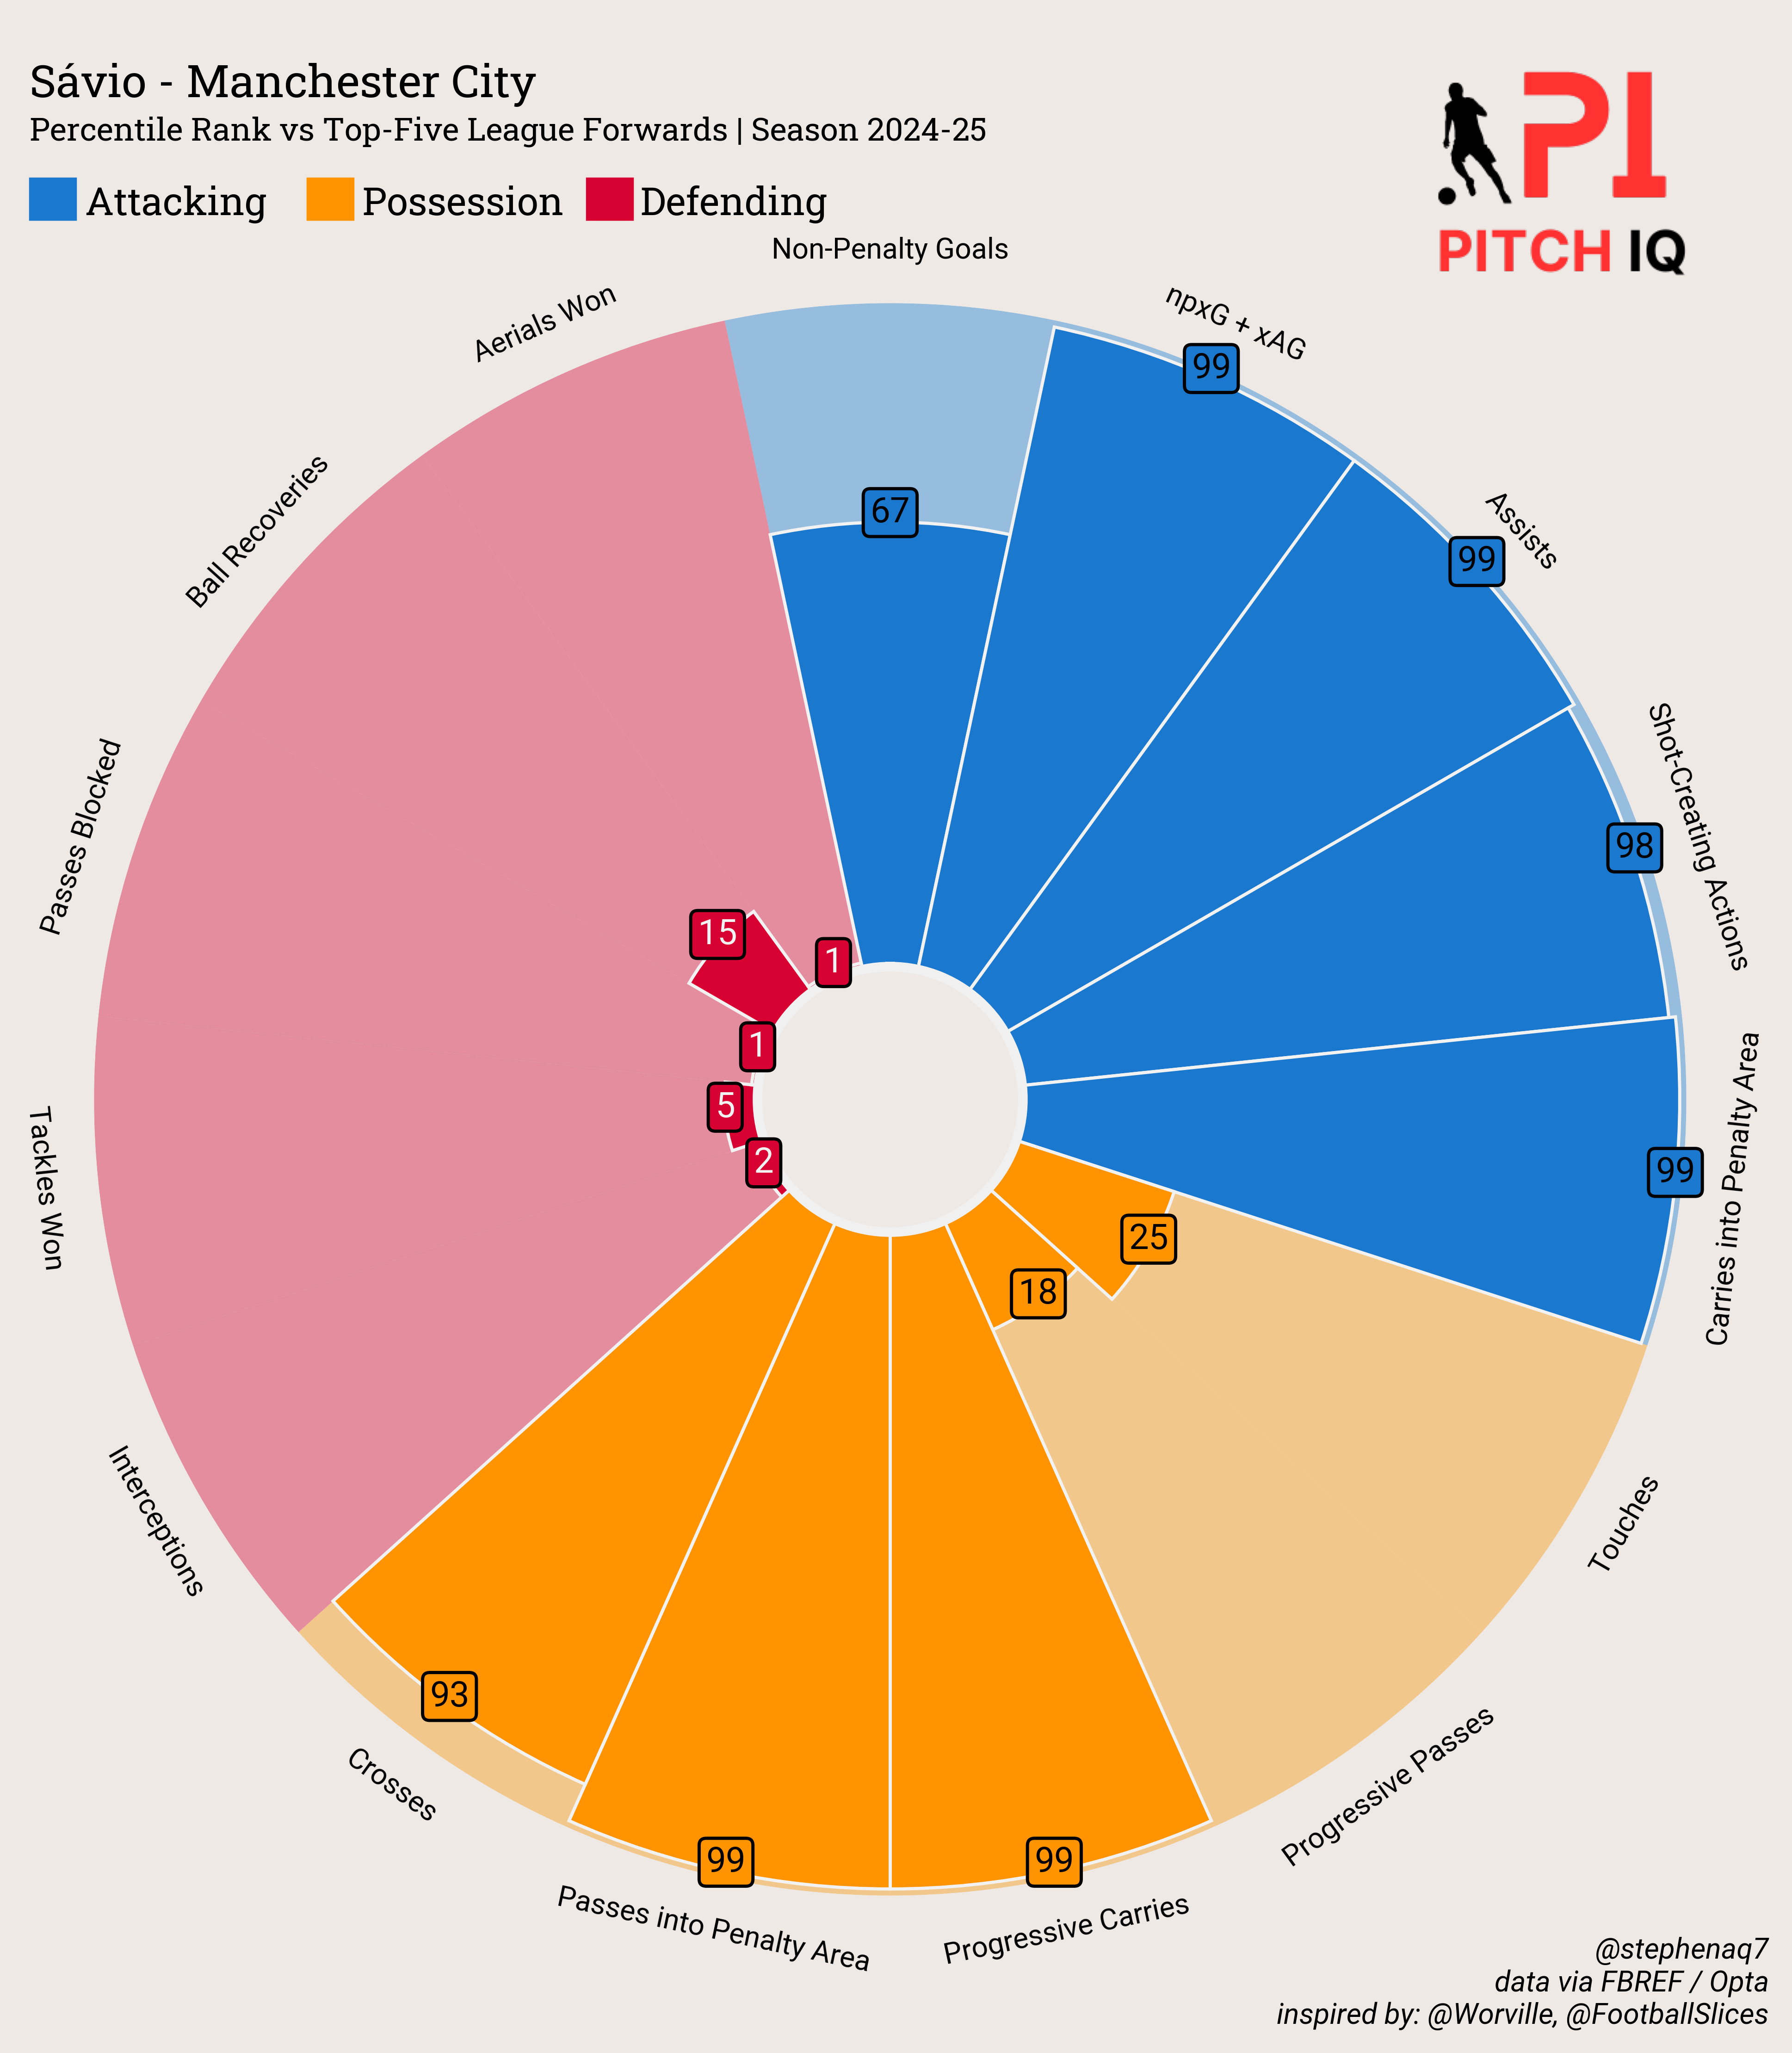 Sávio - Manchester City
Percentile Rank vs Top-Five League Forwards | Season 2024-25
Attacking Possession Defending
PI
PITCH IQ
Non-Penalty Goals
67
npxG + xAG
99
Assists
99
Shot-Creating Actions
98
Carries into Penalty Area
99
Touches
25
Progressive Passes
18
Progressive Carries
99
Passes into Penalty Area
99
Crosses
93
Interceptions
2
Tackles Won
5
Passes Blocked
1
Ball Recoveries
15
Aerials Won
1
@stephenaq7
data via FBREF / Opta
inspired by: @Worville, @FootballSlices